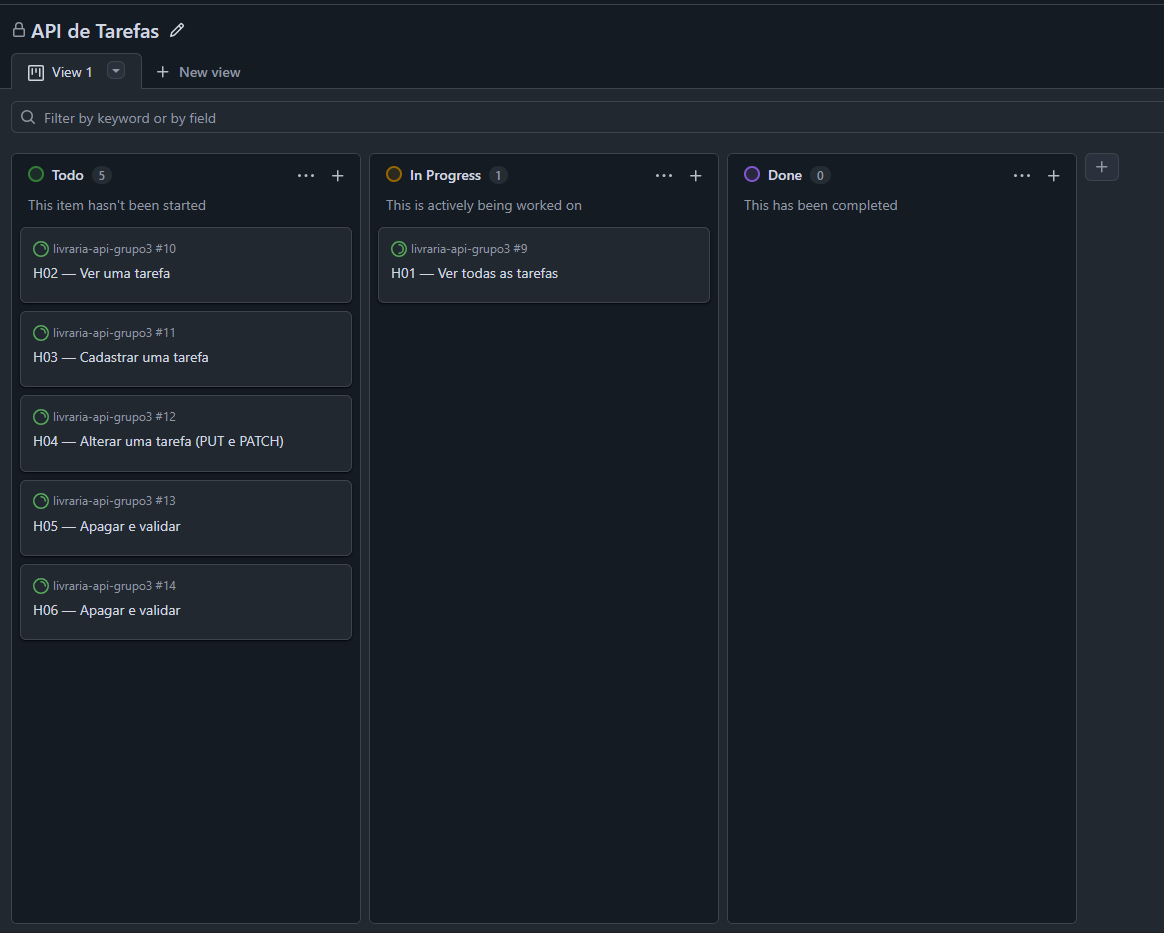 API de Tarefas
View 1
New view
Filter by keyword or by field
Todo 5
This item hasn't been started
livraria-api-grupo3 #10
H02 — Ver uma tarefa
livraria-api-grupo3 #11
H03 — Cadastrar uma tarefa
livraria-api-grupo3 #12
H04 — Alterar uma tarefa (PUT e PATCH)
livraria-api-grupo3 #13
H05 — Apagar e validar
livraria-api-grupo3 #14
H06 — Apagar e validar
In Progress 1
This is actively being worked on
livraria-api-grupo3 #9
H01 — Ver todas as tarefas
Done 0
This has been completed